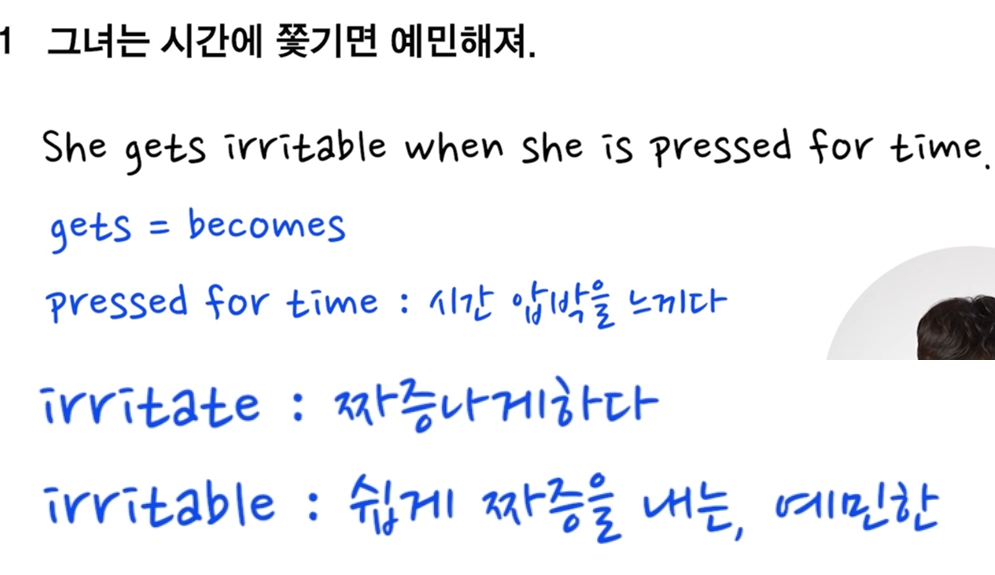 1 그녀는 시간에 쫓기면 예민해져.
She gets irritable when she is pressed for time.
gets = becomes
pressed for time : 시간 압박을 느끼다
irritate : 짜증나게하다
irritable : 쉽게 짜증을 내는, 예민한